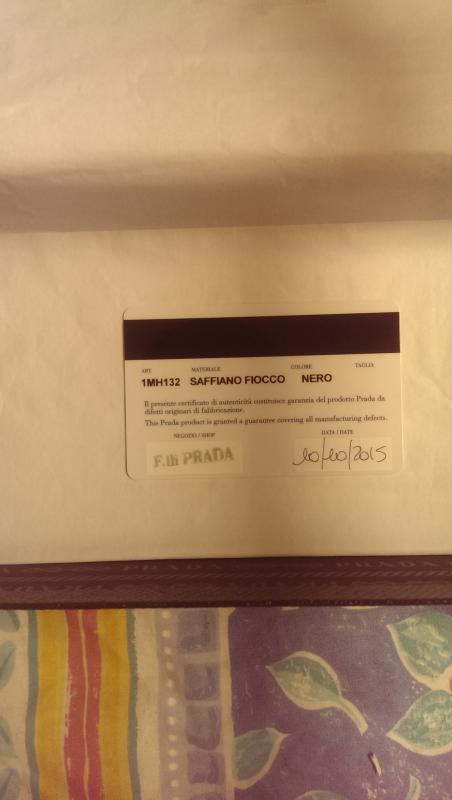 ART. MATERIALE COLORE TAGLIA
1MH132 SAFFIANO FIOCCO NERO
Il presente certificato di autenticità costituisce garanzia del prodotto Prada da
difetti originari di fabbricazione.
This Prada product is granted a guarantee covering all manufacturing defects.
NEGOZIO / SHOP DATA / DATE
F.lli PRADA 10/10/2015
PRADA PRADA